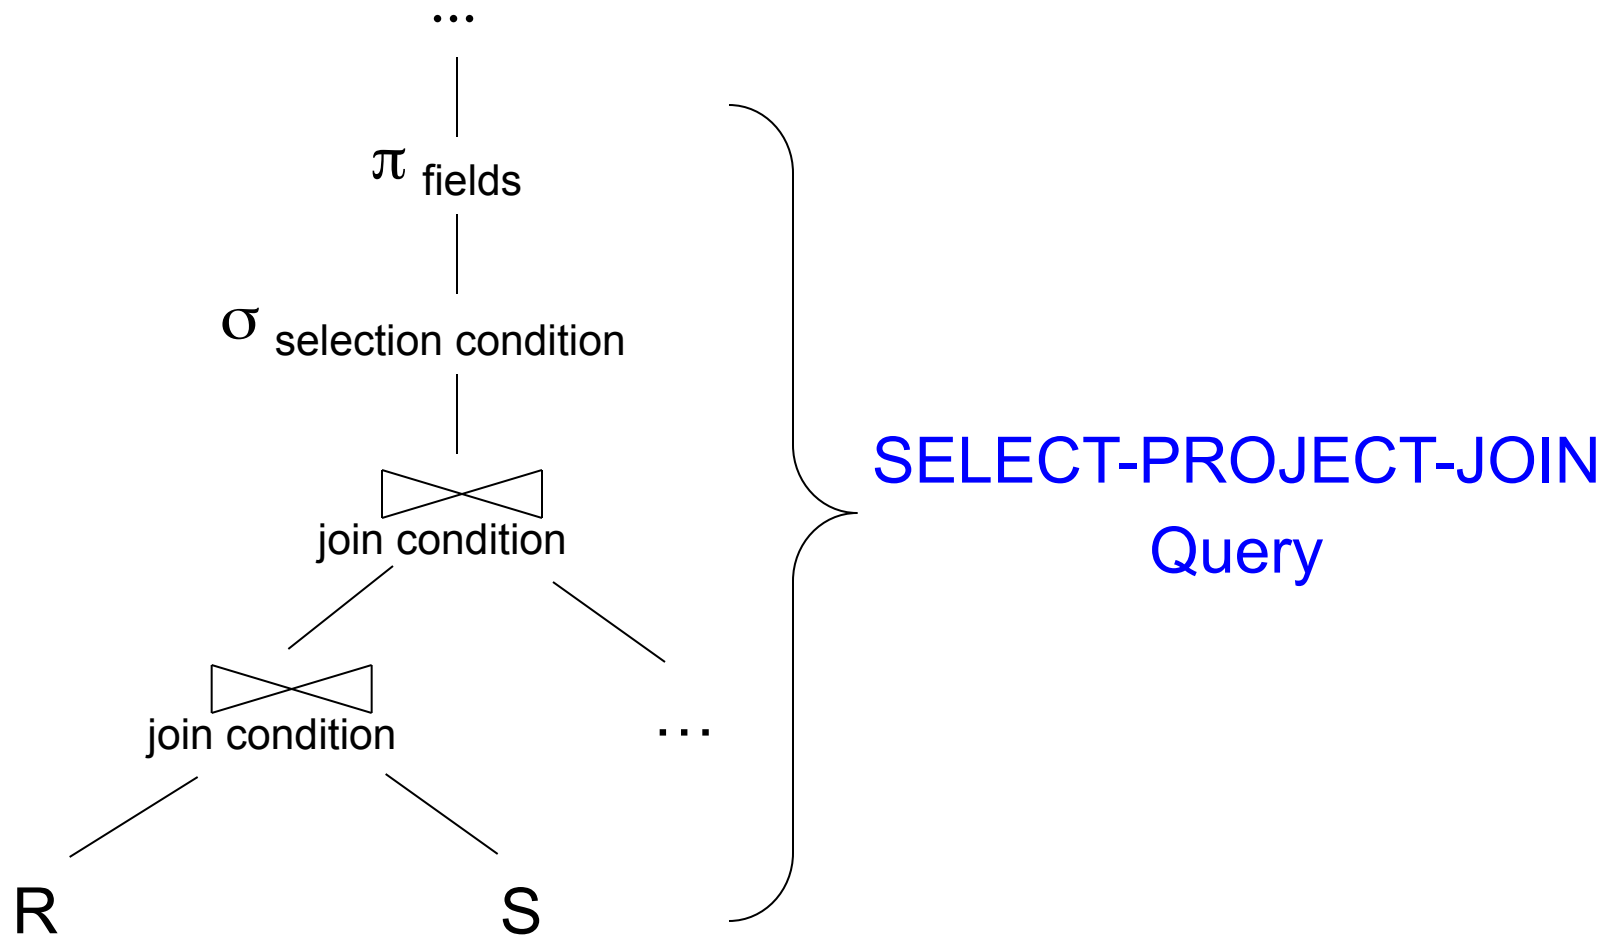 ...
π fields
σ selection condition
join condition
join condition
...
R
S
SELECT-PROJECT-JOIN
Query